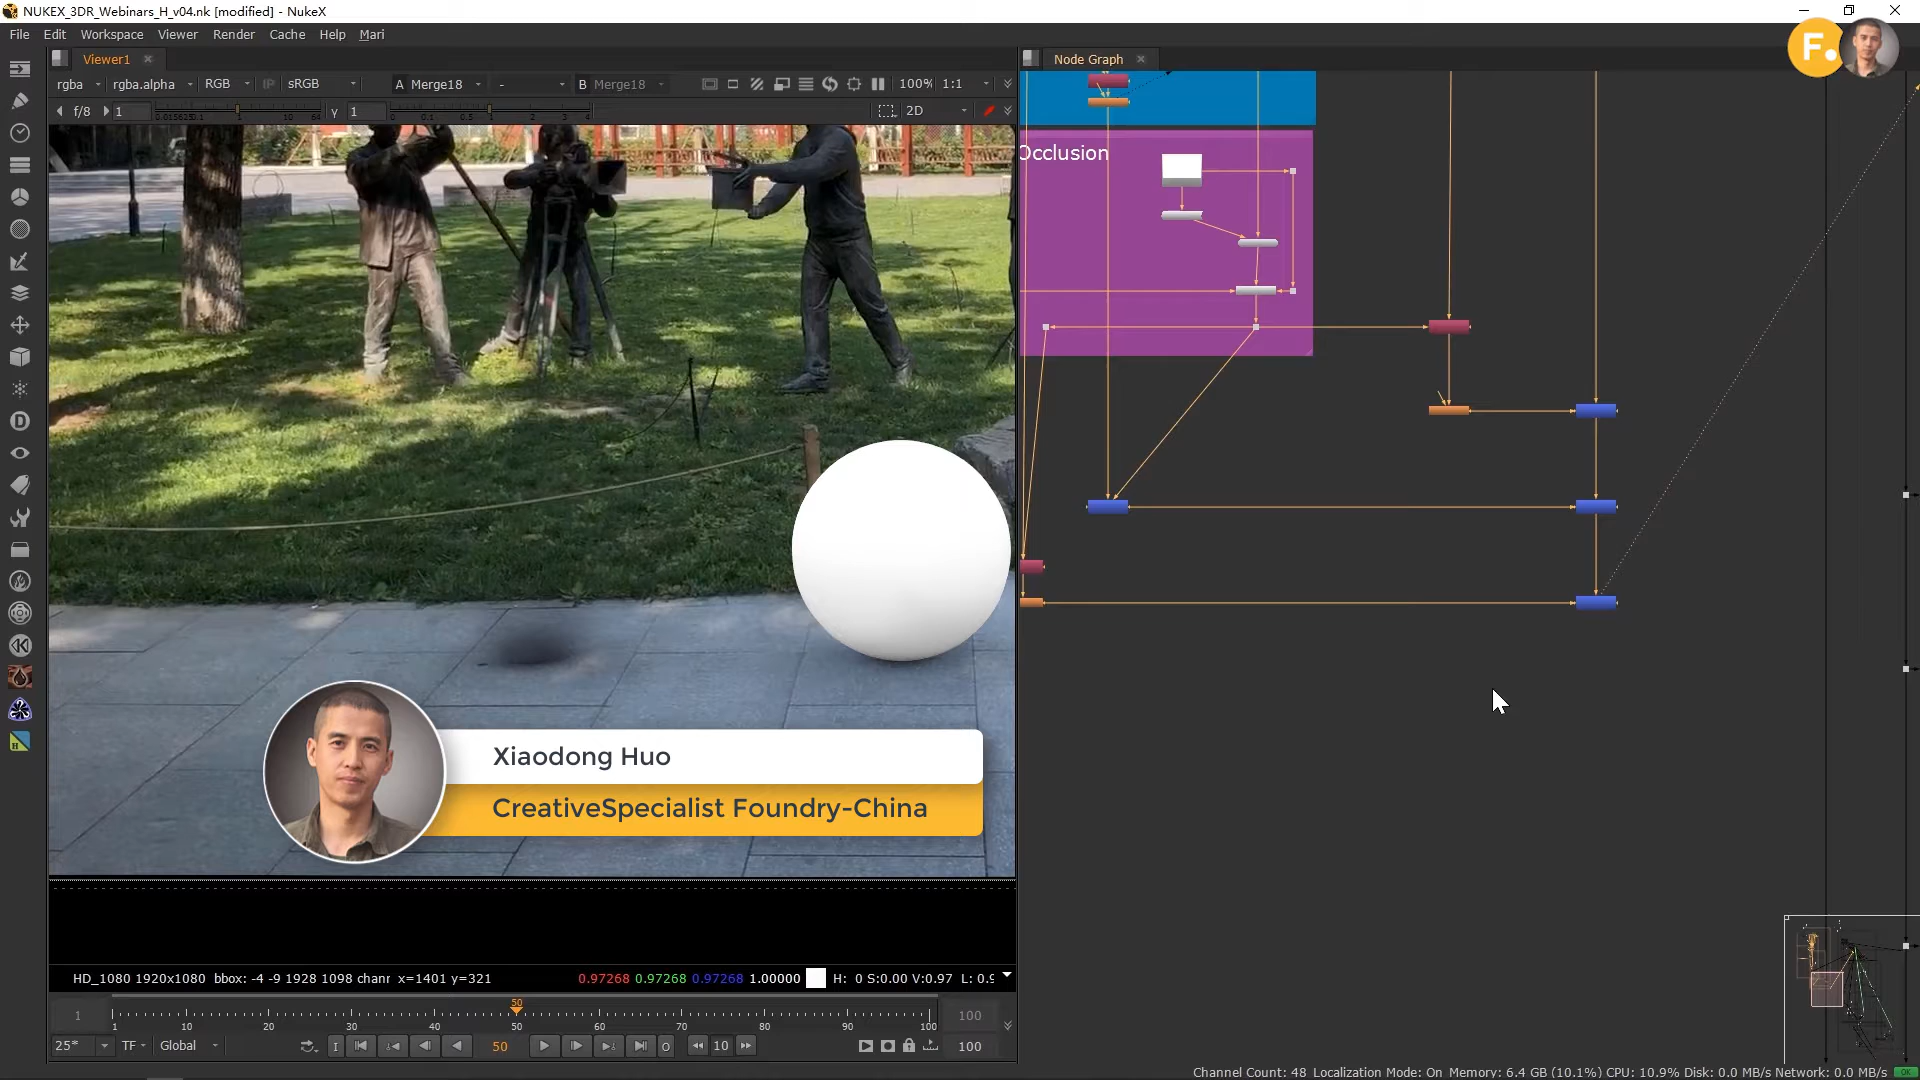 NUKEX_3DR_Webinars_H_v04.nk [modified] - NukeX
File Edit Workspace Viewer Render Cache Help Mari
Viewer1
rgba rgba.alpha RGB IP sRGB A Merge18 - B Merge18 100% 1:1
f/8 1 γ 1 2D
Node Graph
F.
Occlusion
Xiaodong Huo
CreativeSpecialist Foundry-China
HD_1080 1920x1080 bbox: -4 -9 1928 1098 chanr x=1401 y=321 0.97268 0.97268 0.97268 1.00000 H: 0 S:0.00 V:0.97 L: 0.9
50
1 100
1 10 20 30 40 50 60 70 80 90 100
25* TF Global I 50 O 10 100
Channel Count: 48 Localization Mode: On Memory: 6.4 GB (10.1%) CPU: 10.9% Disk: 0.0 MB/s Network: 0.0 MB/s